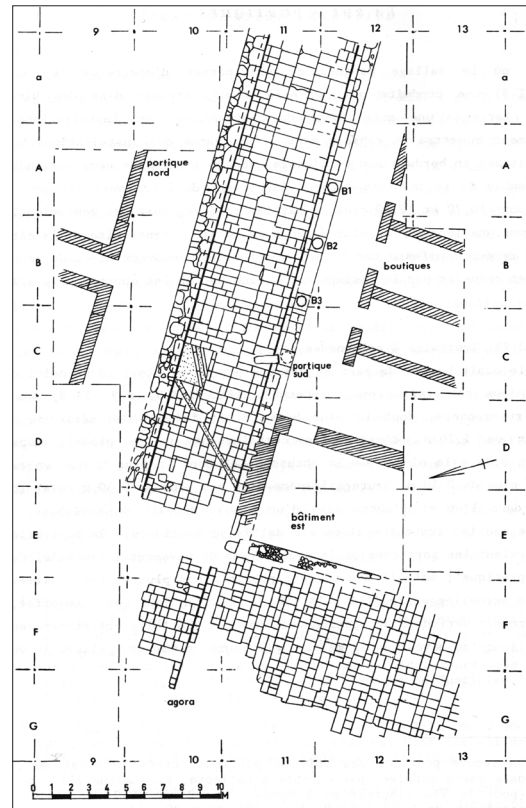 9 10 11 12 13
a a
A A
portique
nord
B1
B2
B B
boutiques
B3
C C
portique
sud
D D
bâtiment
est
E E
F F
agora
G G
9 10 11 12 13
0 1 2 3 4 5 6 7 8 9 10M